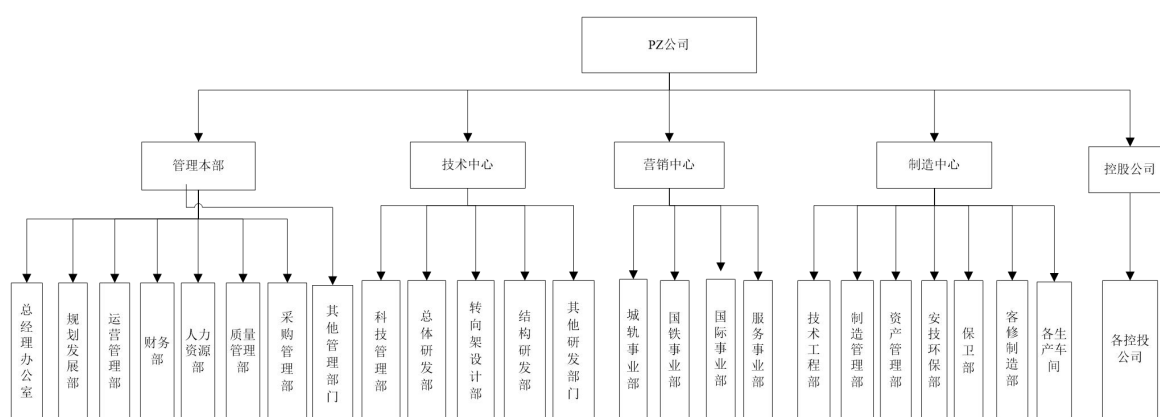 PZ公司
管理本部
技术中心
营销中心
制造中心
控股公司
总经理办公室
规划发展部
运营管理部
财务部
人力资源部
质量管理部
采购管理部
其他管理部门
科技管理部
总体研发部
转向架设计部
结构研发部
其他研发部门
城轨事业部
国铁事业部
国际事业部
服务事业部
技术工程部
制造管理部
资产管理部
安技环保部
保卫部
客修制造部
各生产车间
各控投公司